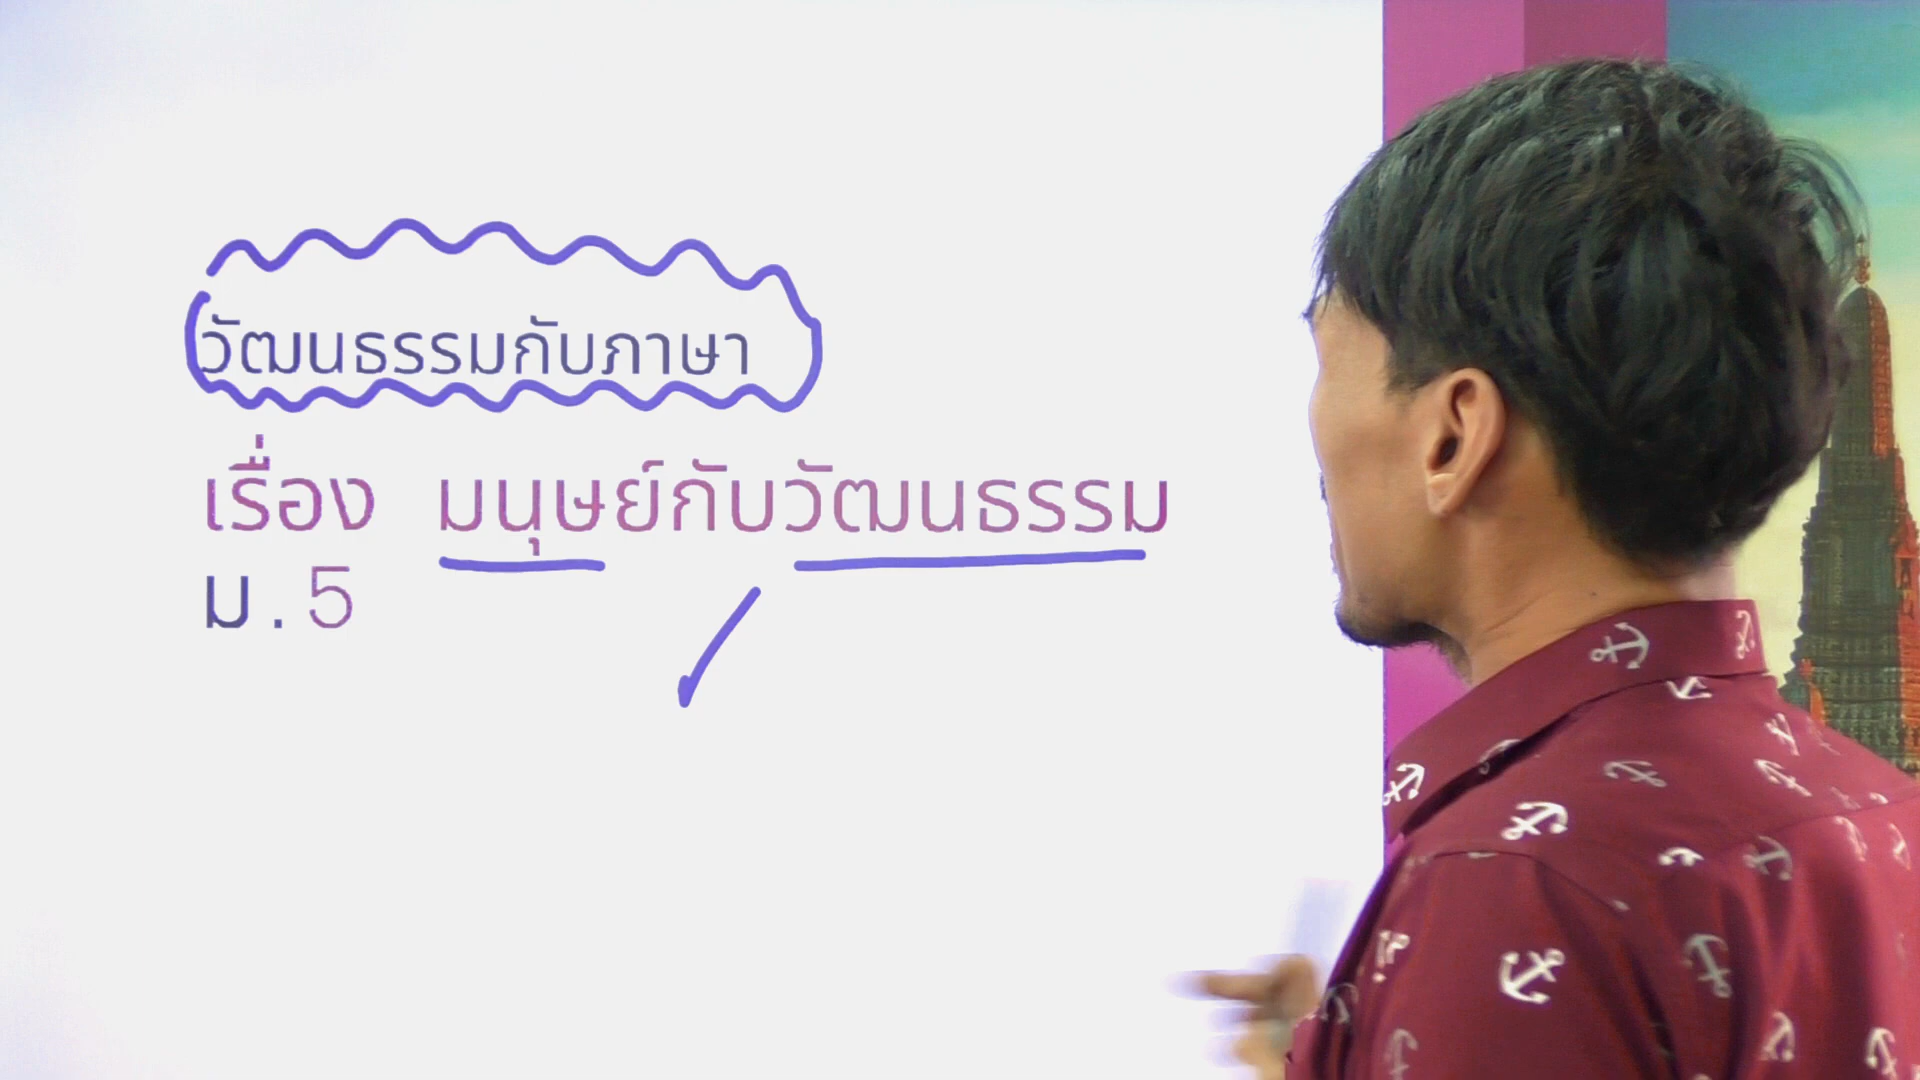 วัฒนธรรมกับภาษา
เรื่อง มนุษย์กับวัฒนธรรม
ม.5